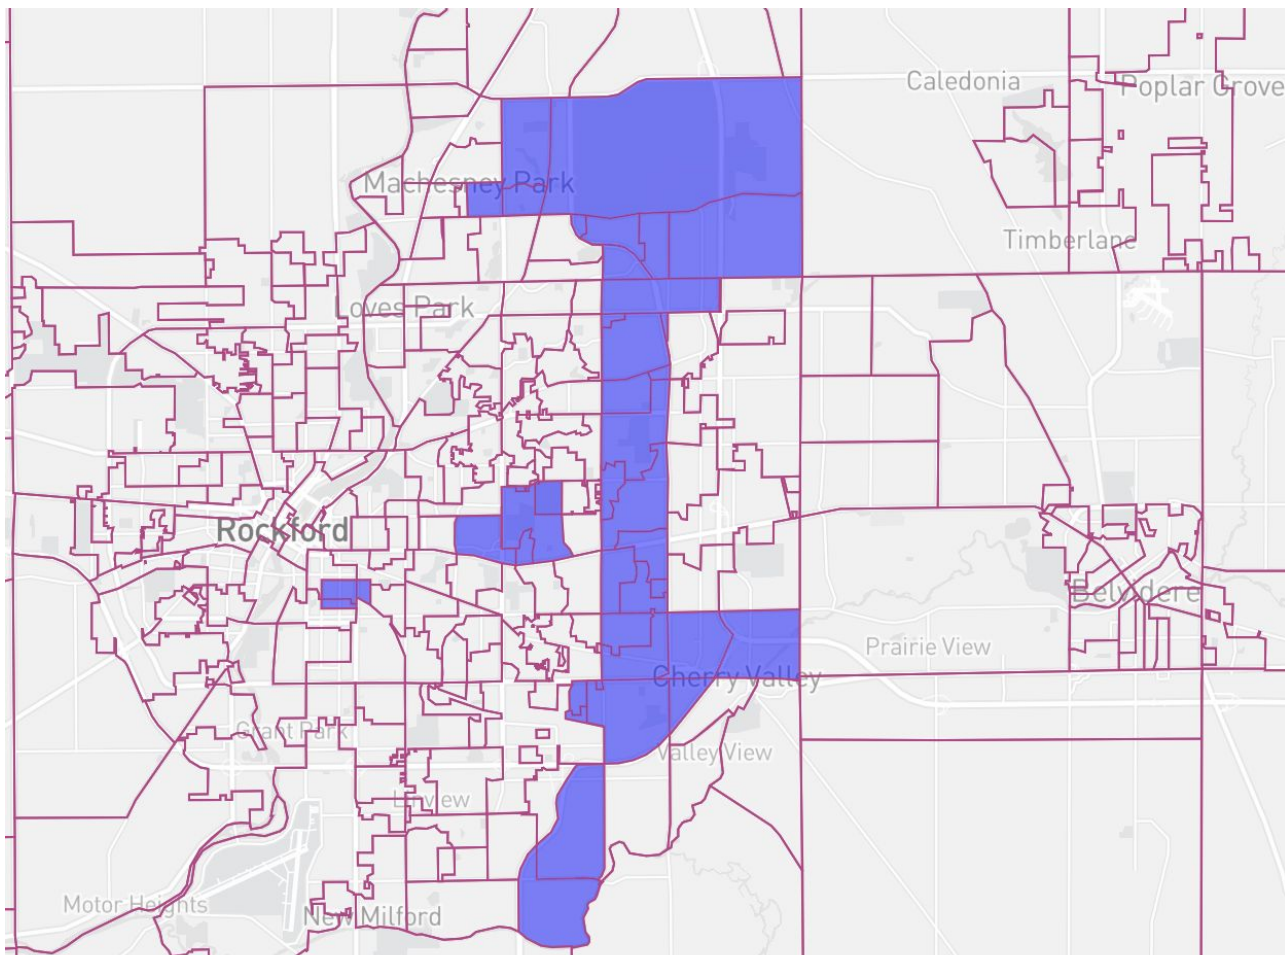 Caledonia
Poplar Grove
Machesney Park
Timberlane
Loves Park
Rockford
Belvidere
Prairie View
Cherry Valley
Grant Park
Valley View
Linview
Motor Heights
New Milford